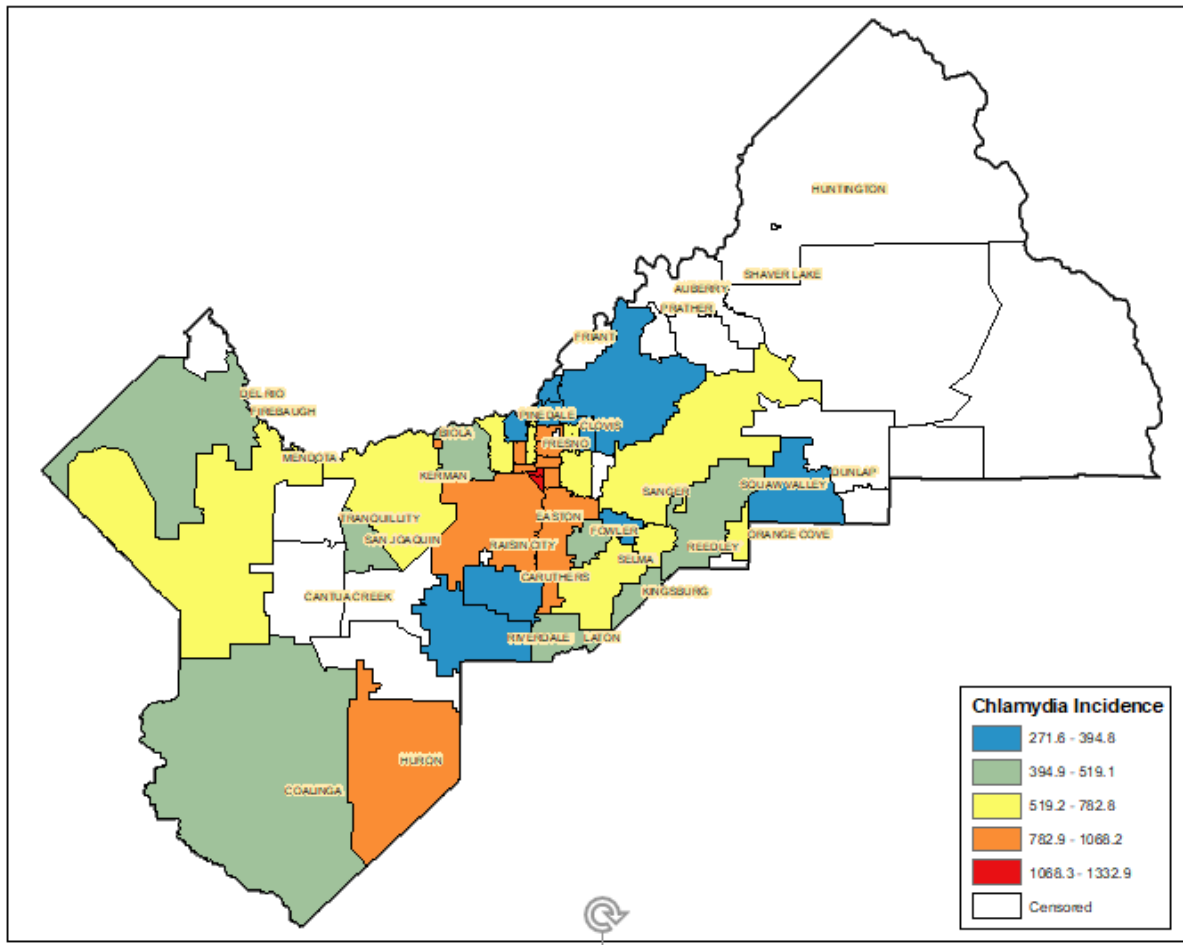 HUNTINGTON
SHAVER LAKE
AUBERRY
PRATHER
FRIANT
DEL RIO
FIREBAUGH
PINEDALE
CLOVIS
BIOLA
FRESNO
MENDOTA
KERMAN
DUNLAP
SQUAW VALLEY
SANGER
TRANQUILLITY
EASTON
FOWLER
ORANGE COVE
SAN JOAQUIN
RAISIN CITY
REEDLEY
SELMA
CARUTHERS
KINGSBURG
CANTUA CREEK
RIVERDALE
LATON
HURON
COALINGA
Chlamydia Incidence
271.6 - 394.8
394.9 - 519.1
519.2 - 782.8
782.9 - 1068.2
1068.3 - 1332.9
Censored